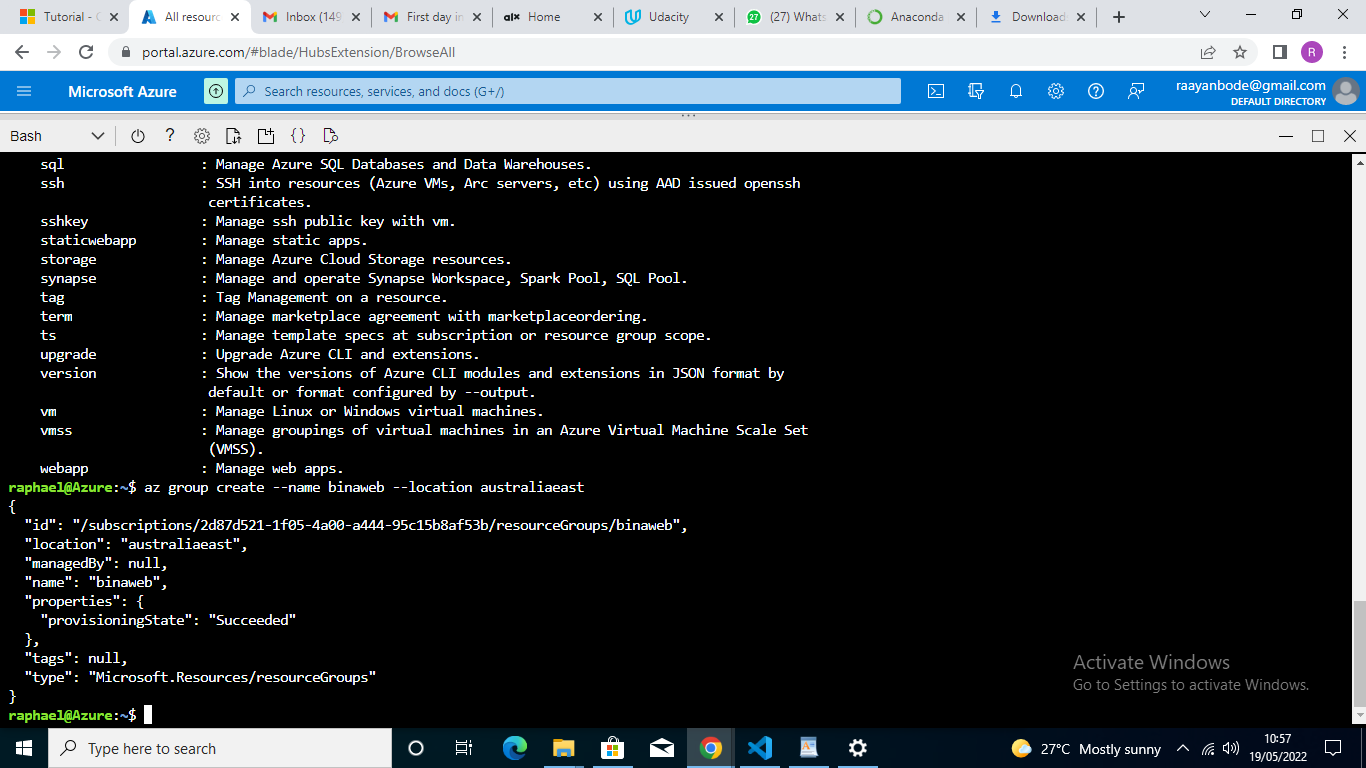 Tutorial - C
All resourc
Inbox (149
First day in
alx Home
Udacity
(27) Whats
Anaconda
Download
portal.azure.com/#blade/HubsExtension/BrowseAll
R
Microsoft Azure
Search resources, services, and docs (G+/)
raayanbode@gmail.com
DEFAULT DIRECTORY
Bash
sql : Manage Azure SQL Databases and Data Warehouses.
ssh : SSH into resources (Azure VMs, Arc servers, etc) using AAD issued openssh
certificates.
sshkey : Manage ssh public key with vm.
staticwebapp : Manage static apps.
storage : Manage Azure Cloud Storage resources.
synapse : Manage and operate Synapse Workspace, Spark Pool, SQL Pool.
tag : Tag Management on a resource.
term : Manage marketplace agreement with marketplaceordering.
ts : Manage template specs at subscription or resource group scope.
upgrade : Upgrade Azure CLI and extensions.
version : Show the versions of Azure CLI modules and extensions in JSON format by
default or format configured by --output.
vm : Manage Linux or Windows virtual machines.
vmss : Manage groupings of virtual machines in an Azure Virtual Machine Scale Set
(VMSS).
webapp : Manage web apps.
raphael@Azure:~$ az group create --name binaweb --location australiaeast
{
"id": "/subscriptions/2d87d521-1f05-4a00-a444-95c15b8af53b/resourceGroups/binaweb",
"location": "australiaeast",
"managedBy": null,
"name": "binaweb",
"properties": {
"provisioningState": "Succeeded"
},
"tags": null,
"type": "Microsoft.Resources/resourceGroups"
}
raphael@Azure:~$
Activate Windows
Go to Settings to activate Windows.
Type here to search
27°C Mostly sunny
10:57
19/05/2022